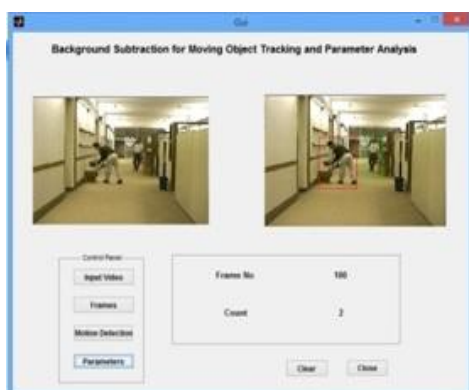 Gui
Background Subtraction for Moving Object Tracking and Parameter Analysis
Control Panel
Input Video
Frames
Motion Detection
Parameters
Frame No 100
Count 2
Clear Close